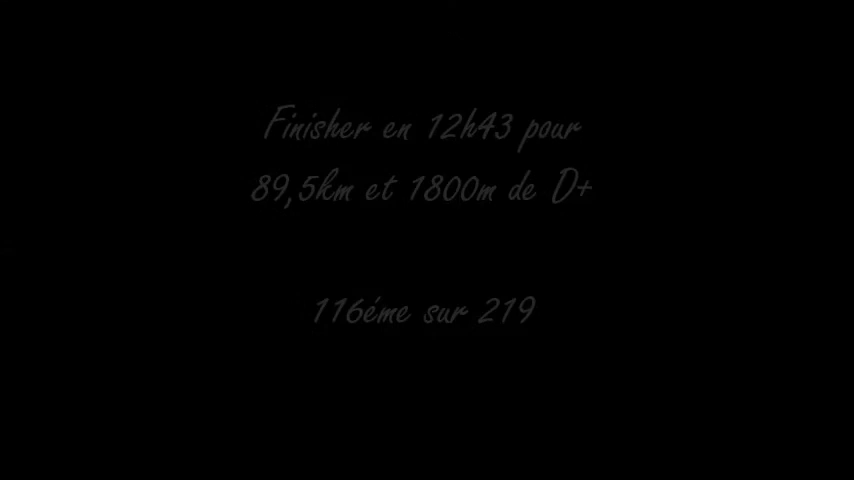 Finisher en 12h43 pour
89,5km et 1800m de D+
116éme sur 219